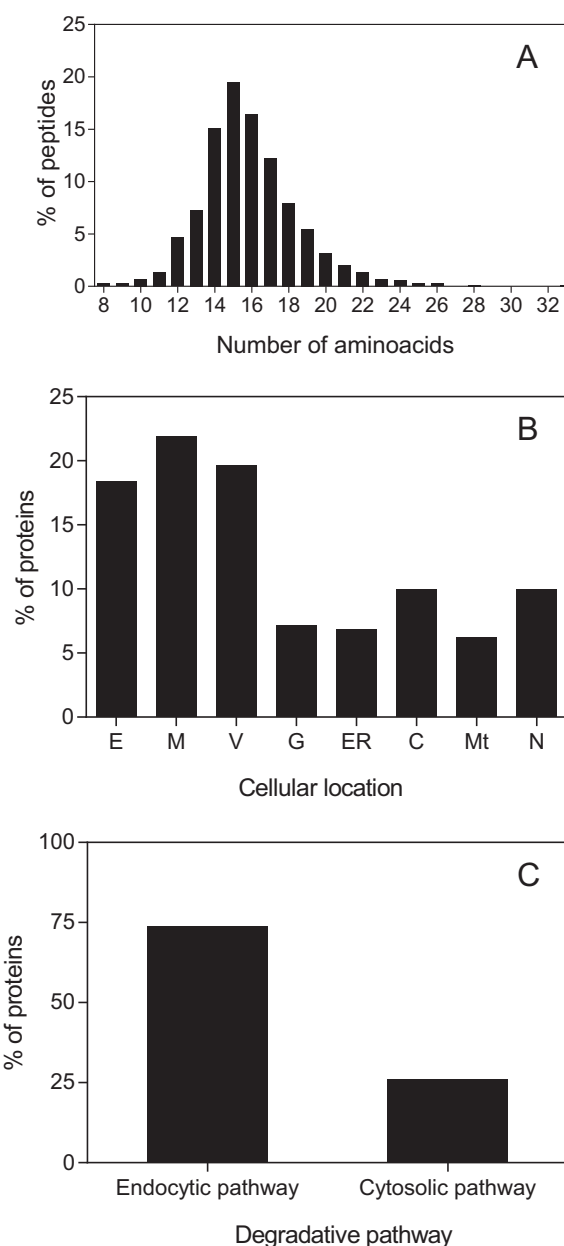 A
% of peptides
25
20
15
10
5
0
8 10 12 14 16 18 20 22 24 26 28 30 32
Number of aminoacids
B
% of proteins
25
20
15
10
5
0
E M V G ER C Mt N
Cellular location
C
% of proteins
100
75
50
25
0
Endocytic pathway Cytosolic pathway
Degradative pathway